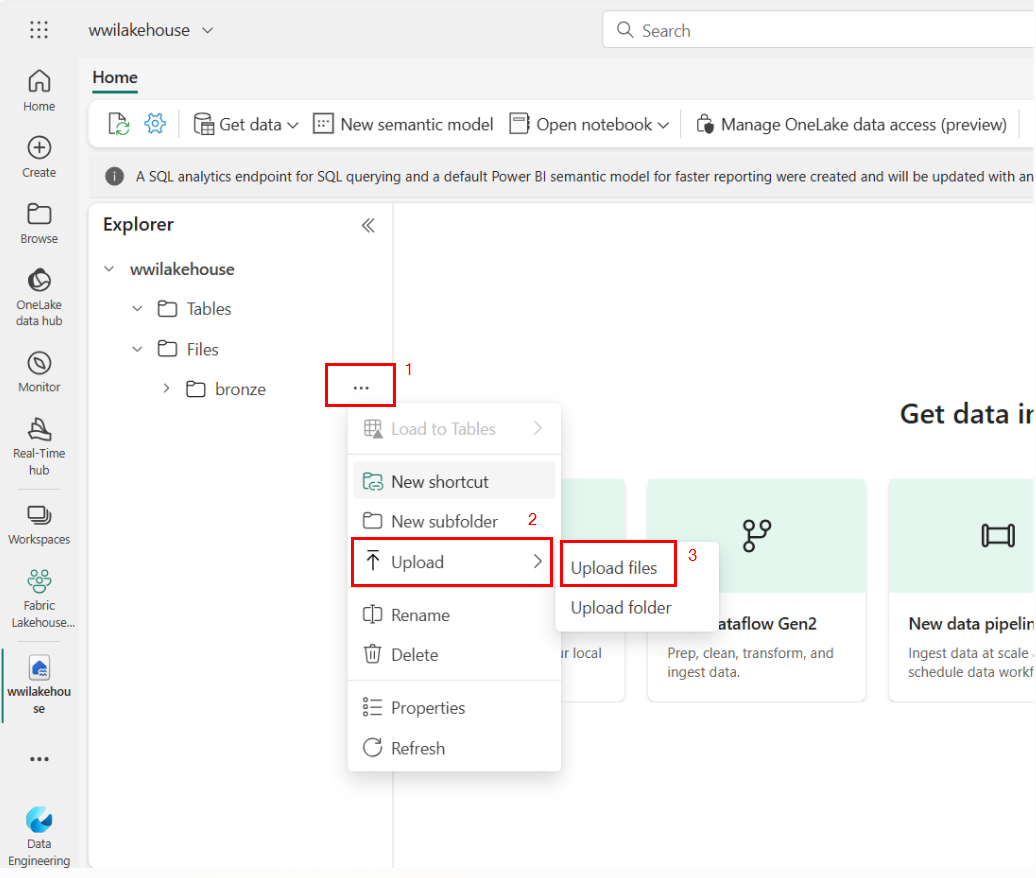 wwilakehouse
Search
Home
Create
Browse
OneLake
data hub
Monitor
Real-Time
hub
Workspaces
Fabric
Lakehouse...
wwilakehou
se
Data
Engineering
Home
Get data
New semantic model
Open notebook
Manage OneLake data access (preview)
A SQL analytics endpoint for SQL querying and a default Power BI semantic model for faster reporting were created and will be updated with an
Explorer
wwilakehouse
Tables
Files
bronze
...
1
Load to Tables
New shortcut
New subfolder
2
Upload
Upload files
3
Upload folder
Rename
Delete
Properties
Refresh
Get data in
local
Prep, clean, transform, and
ingest data.
ataflow Gen2
New data pipelin
Ingest data at scale
schedule data workf